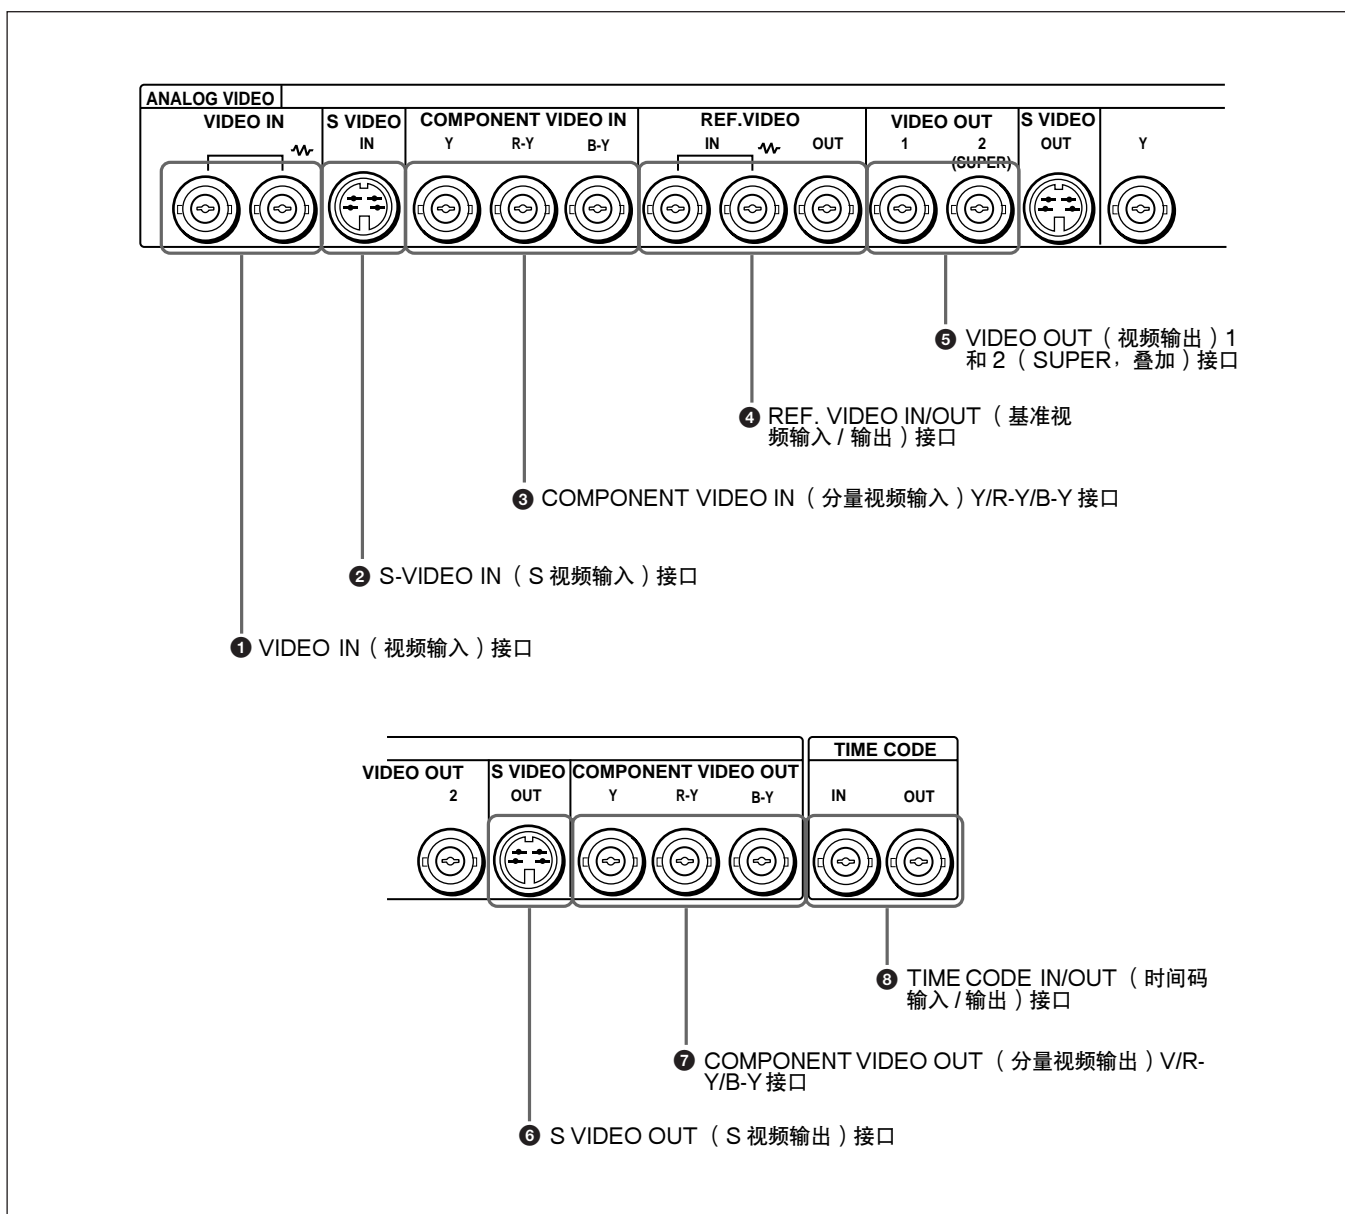 ANALOG VIDEO
VIDEO IN
S VIDEO
IN
COMPONENT VIDEO IN
Y R-Y B-Y
REF.VIDEO
IN OUT
VIDEO OUT
1 2
(SUPER)
S VIDEO
OUT
Y
❺ VIDEO OUT（视频输出）1
和 2（SUPER，叠加）接口
❹ REF. VIDEO IN/OUT（基准视
频输入 / 输出）接口
❸ COMPONENT VIDEO IN（分量视频输入）Y/R-Y/B-Y 接口
❷ S-VIDEO IN（S 视频输入）接口
❶ VIDEO IN（视频输入）接口
VIDEO OUT
2
S VIDEO
OUT
COMPONENT VIDEO OUT
Y R-Y B-Y
TIME CODE
IN OUT
❽ TIME CODE IN/OUT（时间码
输入 / 输出）接口
❼ COMPONENT VIDEO OUT（分量视频输出）V/R-
Y/B-Y 接口
❻ S VIDEO OUT（S 视频输出）接口